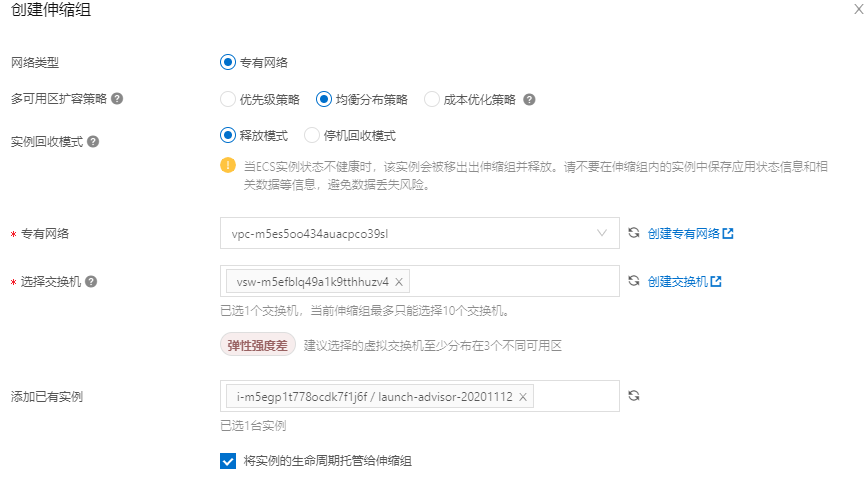 创建伸缩组
网络类型 专有网络
多可用区扩容策略 优先级策略 均衡分布策略 成本优化策略
实例回收模式 释放模式 停机回收模式
当ECS实例状态不健康时，该实例会被移出出伸缩组并释放。请不要在伸缩组内的实例中保存应用状态信息和相
关数据等信息，避免数据丢失风险。
* 专有网络 vpc-m5es5oo434auacpco39sl 创建专有网络
* 选择交换机 vsw-m5efblq49a1k9tthhuzv4 创建交换机
已选1个交换机，当前伸缩组最多只能选择10个交换机。
弹性强度差 建议选择的虚拟交换机至少分布在3个不同可用区
添加已有实例 i-m5egp1t778ocdk7f1j6f / launch-advisor-20201112
已选1台实例
将实例的生命周期托管给伸缩组